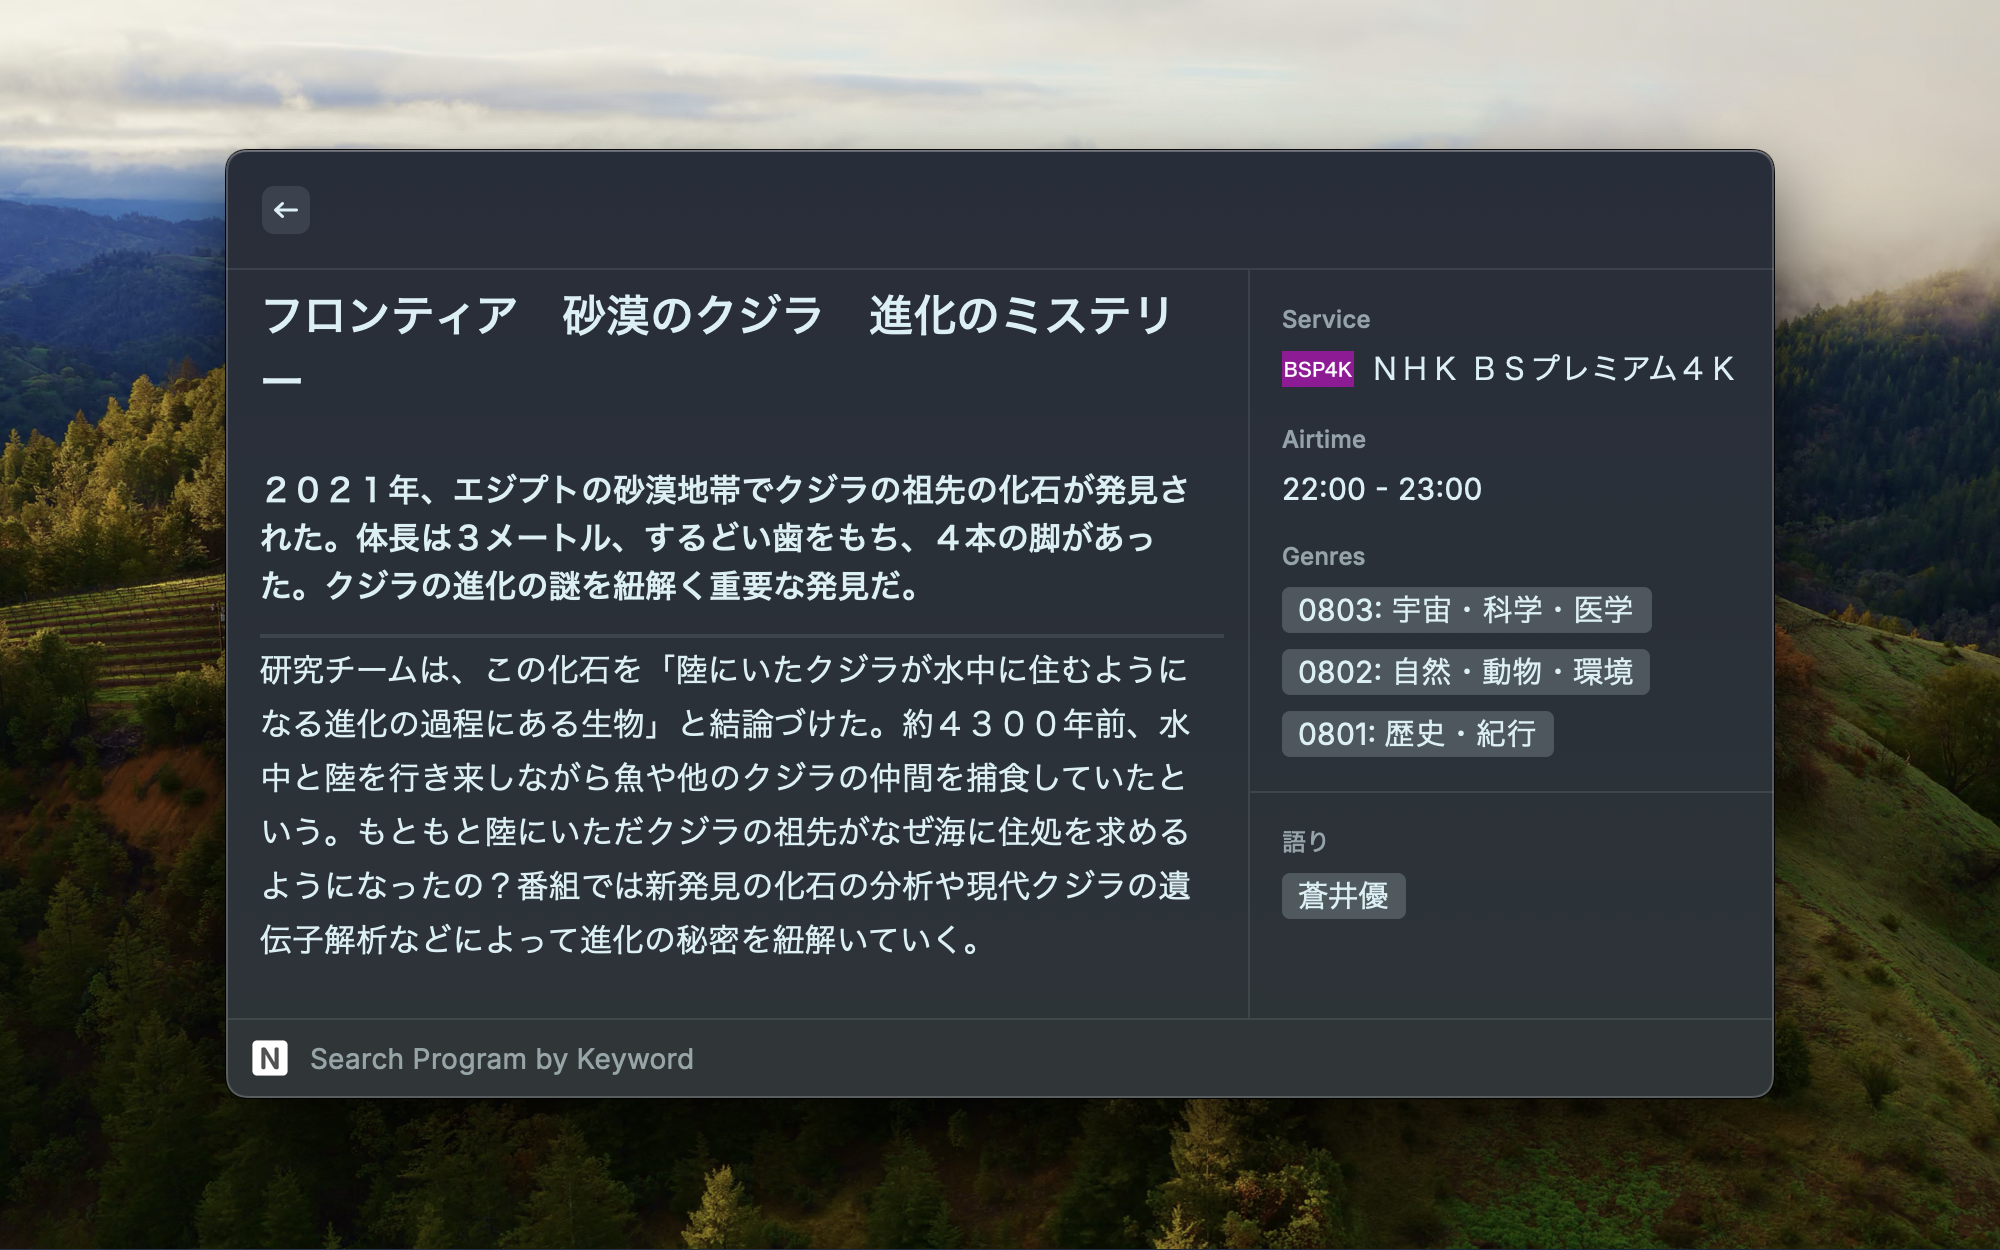 フロンティア　砂漠のクジラ　進化のミステリ
ー
２０２１年、エジプトの砂漠地帯でクジラの祖先の化石が発見さ
れた。体長は３メートル、するどい歯をもち、４本の脚があっ
た。クジラの進化の謎を紐解く重要な発見だ。
研究チームは、この化石を「陸にいたクジラが水中に住むように
なる進化の過程にある生物」と結論づけた。約４３００年前、水
中と陸を行き来しながら魚や他のクジラの仲間を捕食していたと
いう。もともと陸にいただクジラの祖先がなぜ海に住処を求める
ようになったの？番組では新発見の化石の分析や現代クジラの遺
伝子解析などによって進化の秘密を紐解いていく。
Service
BSP4K ＮＨＫ ＢＳプレミアム４Ｋ
Airtime
22:00 - 23:00
Genres
0803: 宇宙・科学・医学
0802: 自然・動物・環境
0801: 歴史・紀行
語り
蒼井優
N Search Program by Keyword